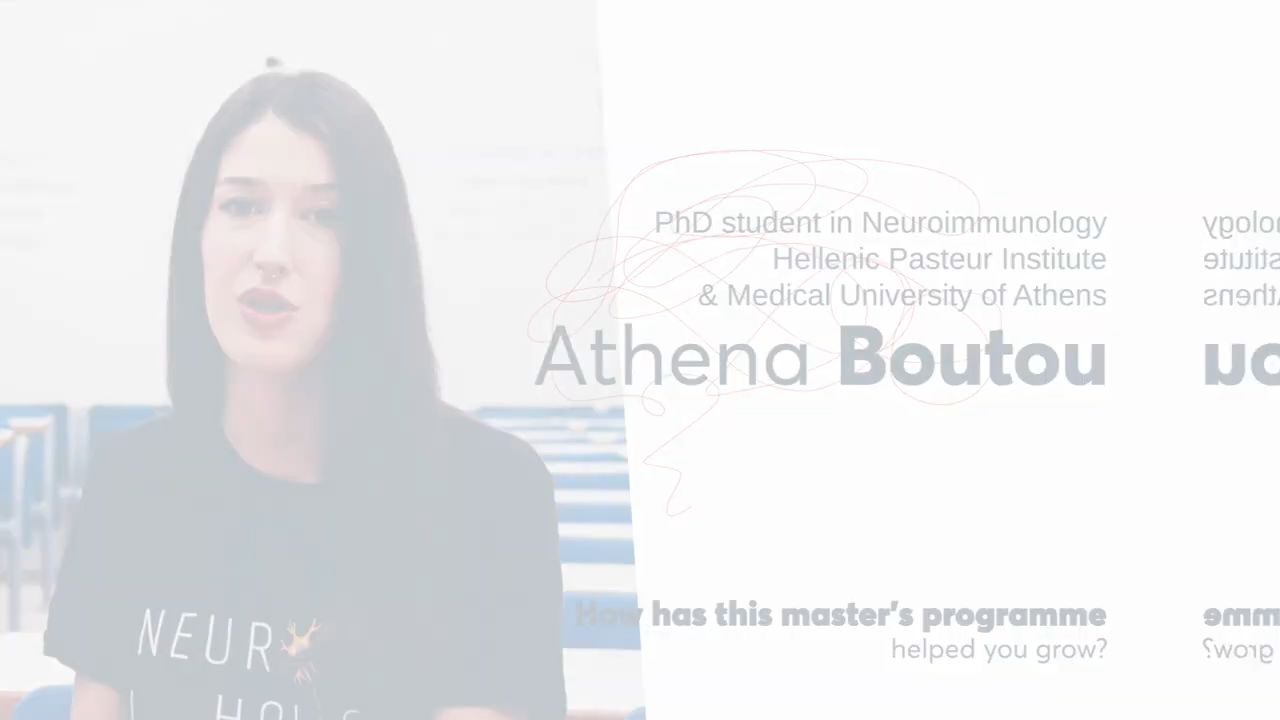 PhD student in Neuroimmunology
Hellenic Pasteur Institute
& Medical University of Athens
Athena Boutou
How has this master's programme
helped you grow?
NEUR